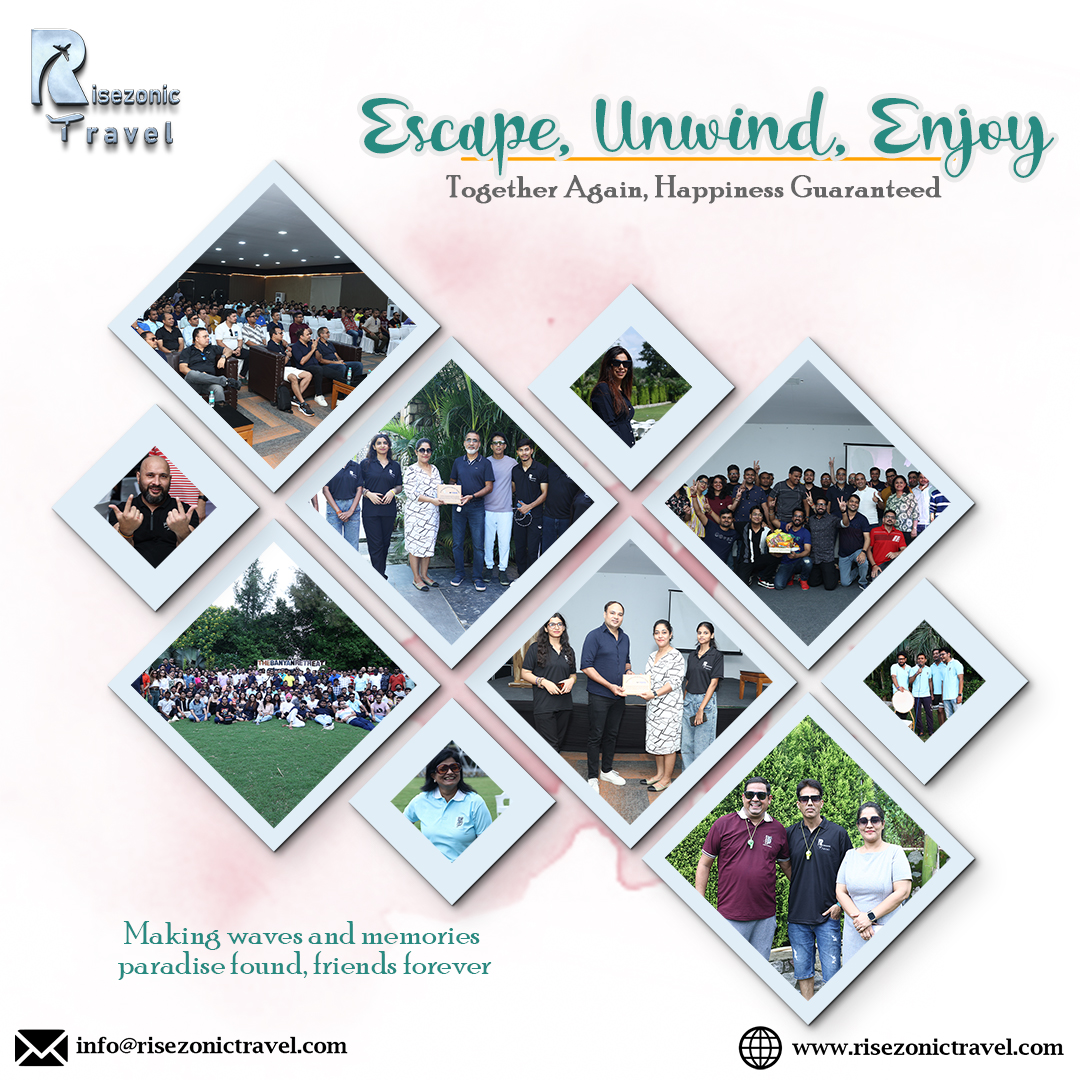 Risezonic
Travel
Escape, Unwind, Enjoy
Together Again, Happiness Guaranteed
THE BANYAN RETREAT
Making waves and memories
paradise found, friends forever
info@risezonictravel.com
www.risezonictravel.com